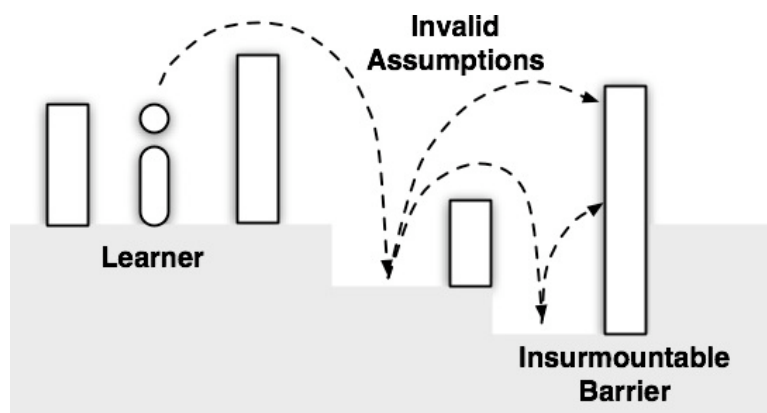 Invalid
Assumptions
Learner
Insurmountable
Barrier